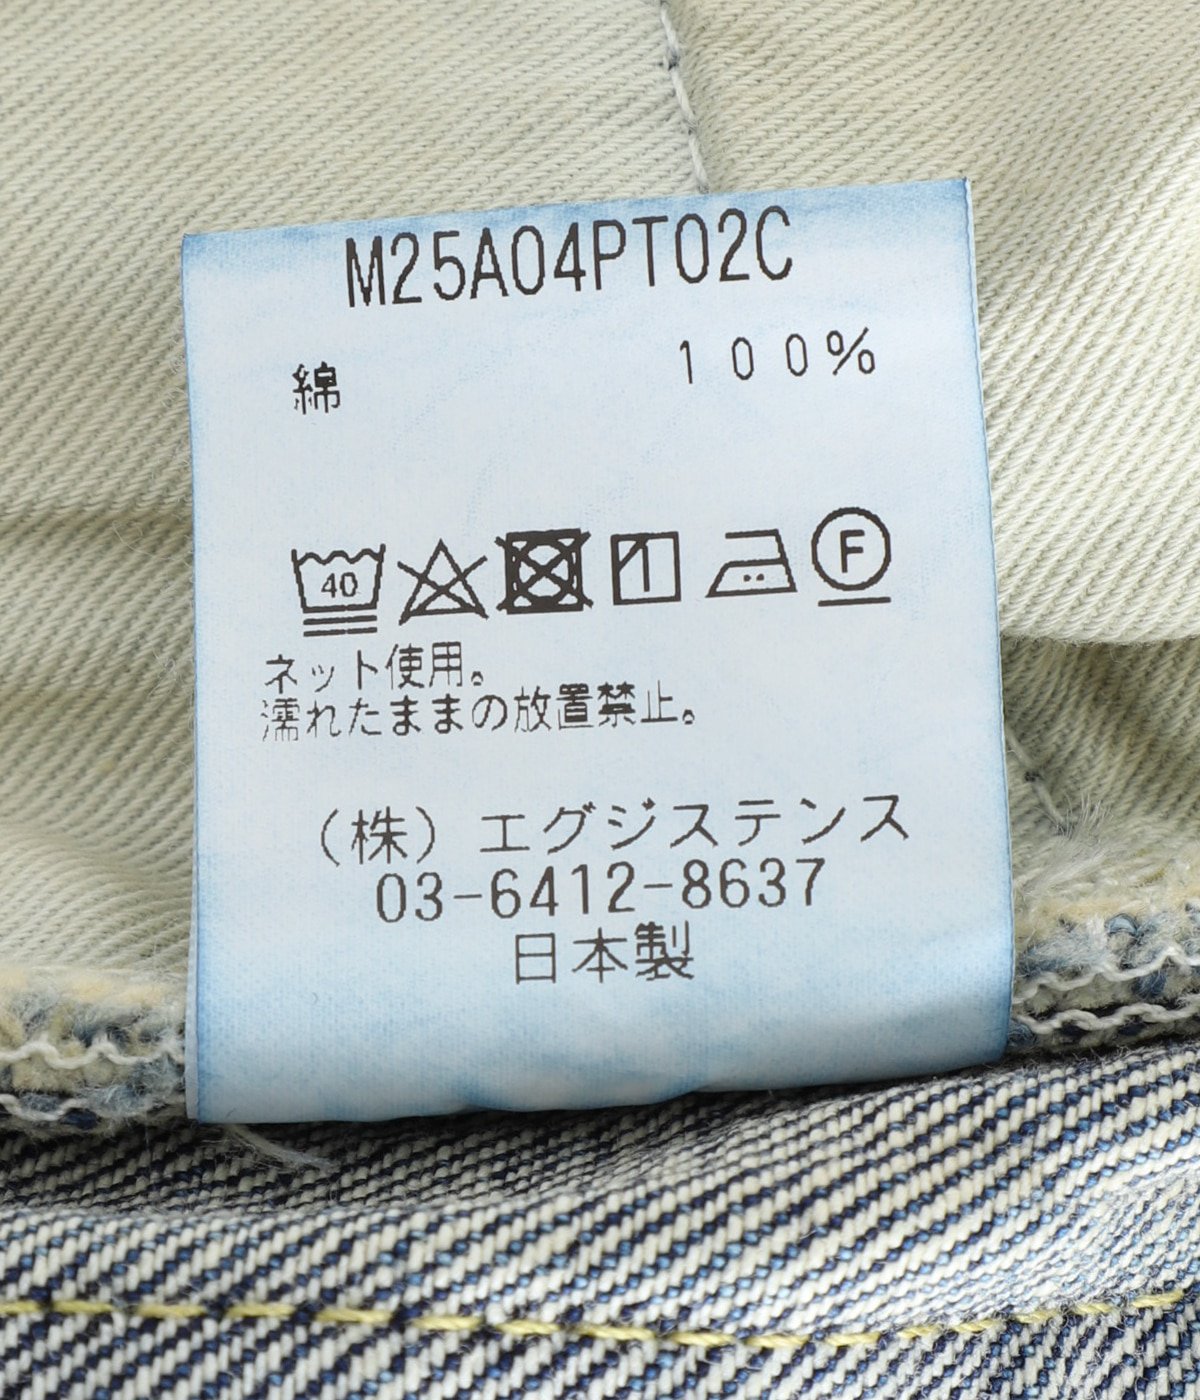 M25A04PT02C
綿 100%
40
F
ネット使用。
濡れたままの放置禁止。
(株)エグジステンス
03-6412-8637
日本製